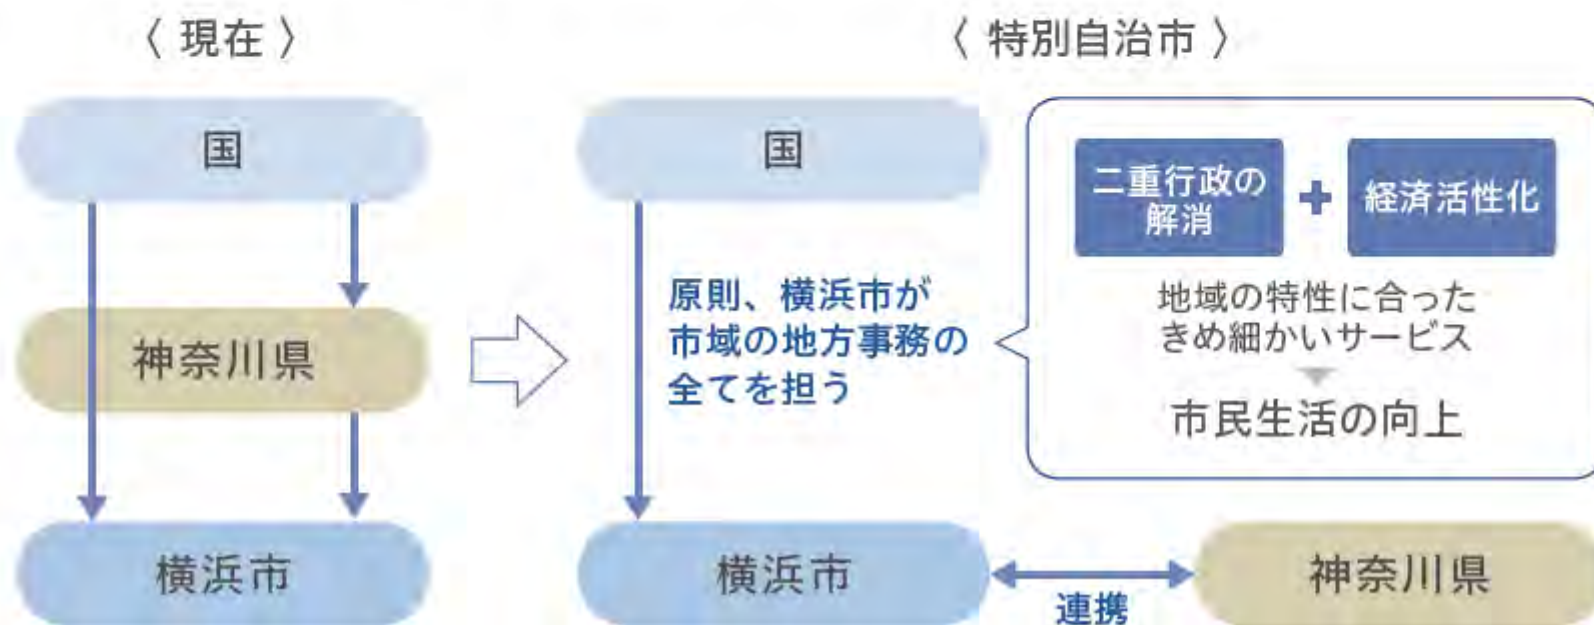 〈 現在 〉
国
神奈川県
横浜市
〈 特別自治市 〉
国
原則、横浜市が
市域の地方事務の
全てを担う
横浜市
連携
神奈川県
二重行政の
解消
+
経済活性化
地域の特性に合った
きめ細かいサービス
市民生活の向上